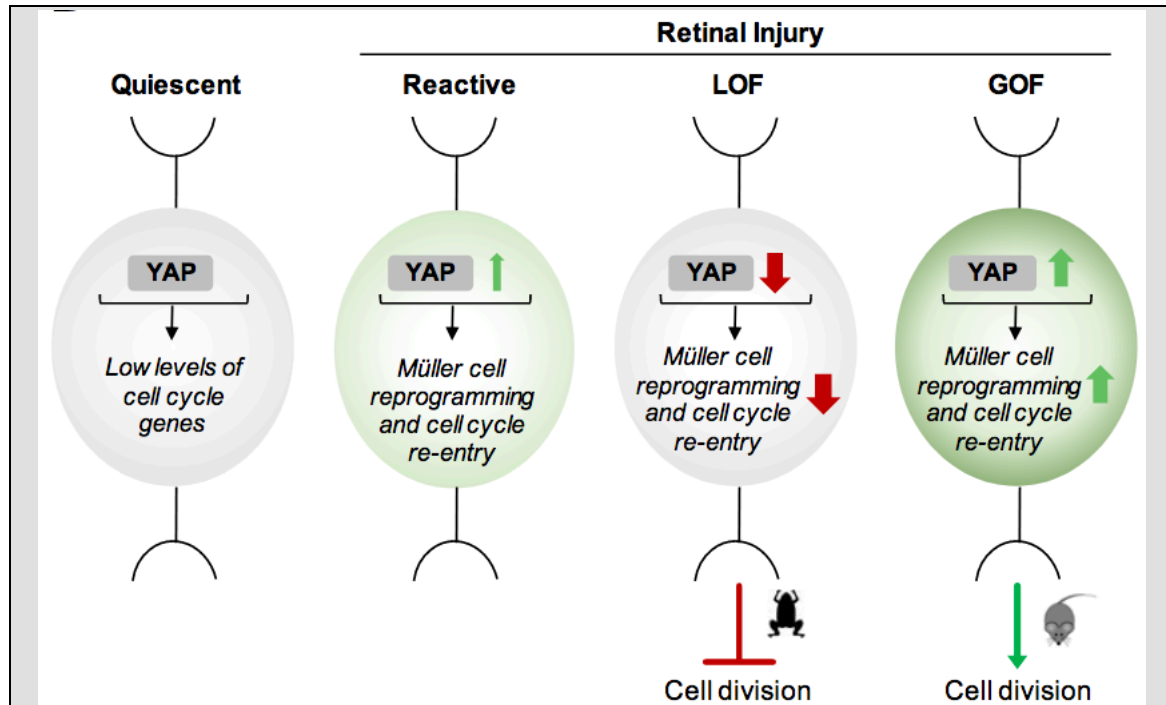 Retinal Injury
Quiescent
Reactive
LOF
GOF
YAP
Low levels of
cell cycle
genes
YAP
Müller cell
reprogramming
and cell cycle
re-entry
YAP
Müller cell
reprogramming
and cell cycle
re-entry
YAP
Müller cell
reprogramming
and cell cycle
re-entry
Cell division
Cell division